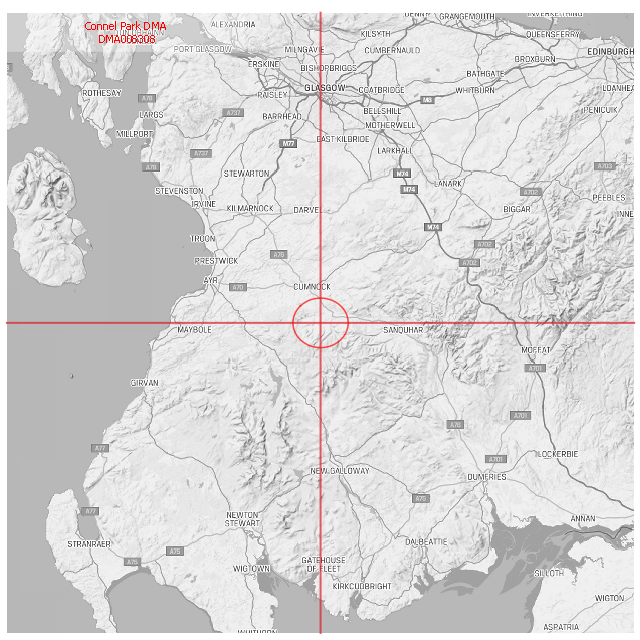 ALEXANDRIA
GRANGEMOUTH
Connel Park DMA
DMA008308
KILSYTH
QUEENSFERRY
PORT GLASGOW
MILNGAVIE
CUMBERNAULD
EDINBURGH
ERSKINE
BISHOPBRIGGS
BROXBURN
BATHGATE
ROTHESAY
PAISLEY
GLASGOW
COATBRIDGE
WHITBURN
LOANHEA
A78
M8
LARGS
A737
BARRHEAD
BELLSHILL
PENICUIK
MILLPORT
MOTHERWELL
EAST KILBRIDE
M77
A737
LARKHALL
A78
A703
STEWARTON
M74
STEVENSTON
M74
LANARK
A702
IRVINE
PEEBLES
KILMARNOCK
DARVEL
BIGGAR
INNE
M74
TROON
A702
A76
PRESTWICK
A702
AYR
A70
CUMNOCK
MAYBOLE
SANQUHAR
MOFFAT
A701
GIRVAN
A701
A76
A77
LOCKERBIE
A701
NEW GALLOWAY
DUMFRIES
A75
A77
NEWTON
STEWART
ANNAN
STRANRAER
A75
DALBEATTIE
A75
WIGTOWN
GATEHOUSE
OF FLEET
SILLOTH
KIRKCUDBRIGHT
WIGTON
ASPATRIA
WHITHORN